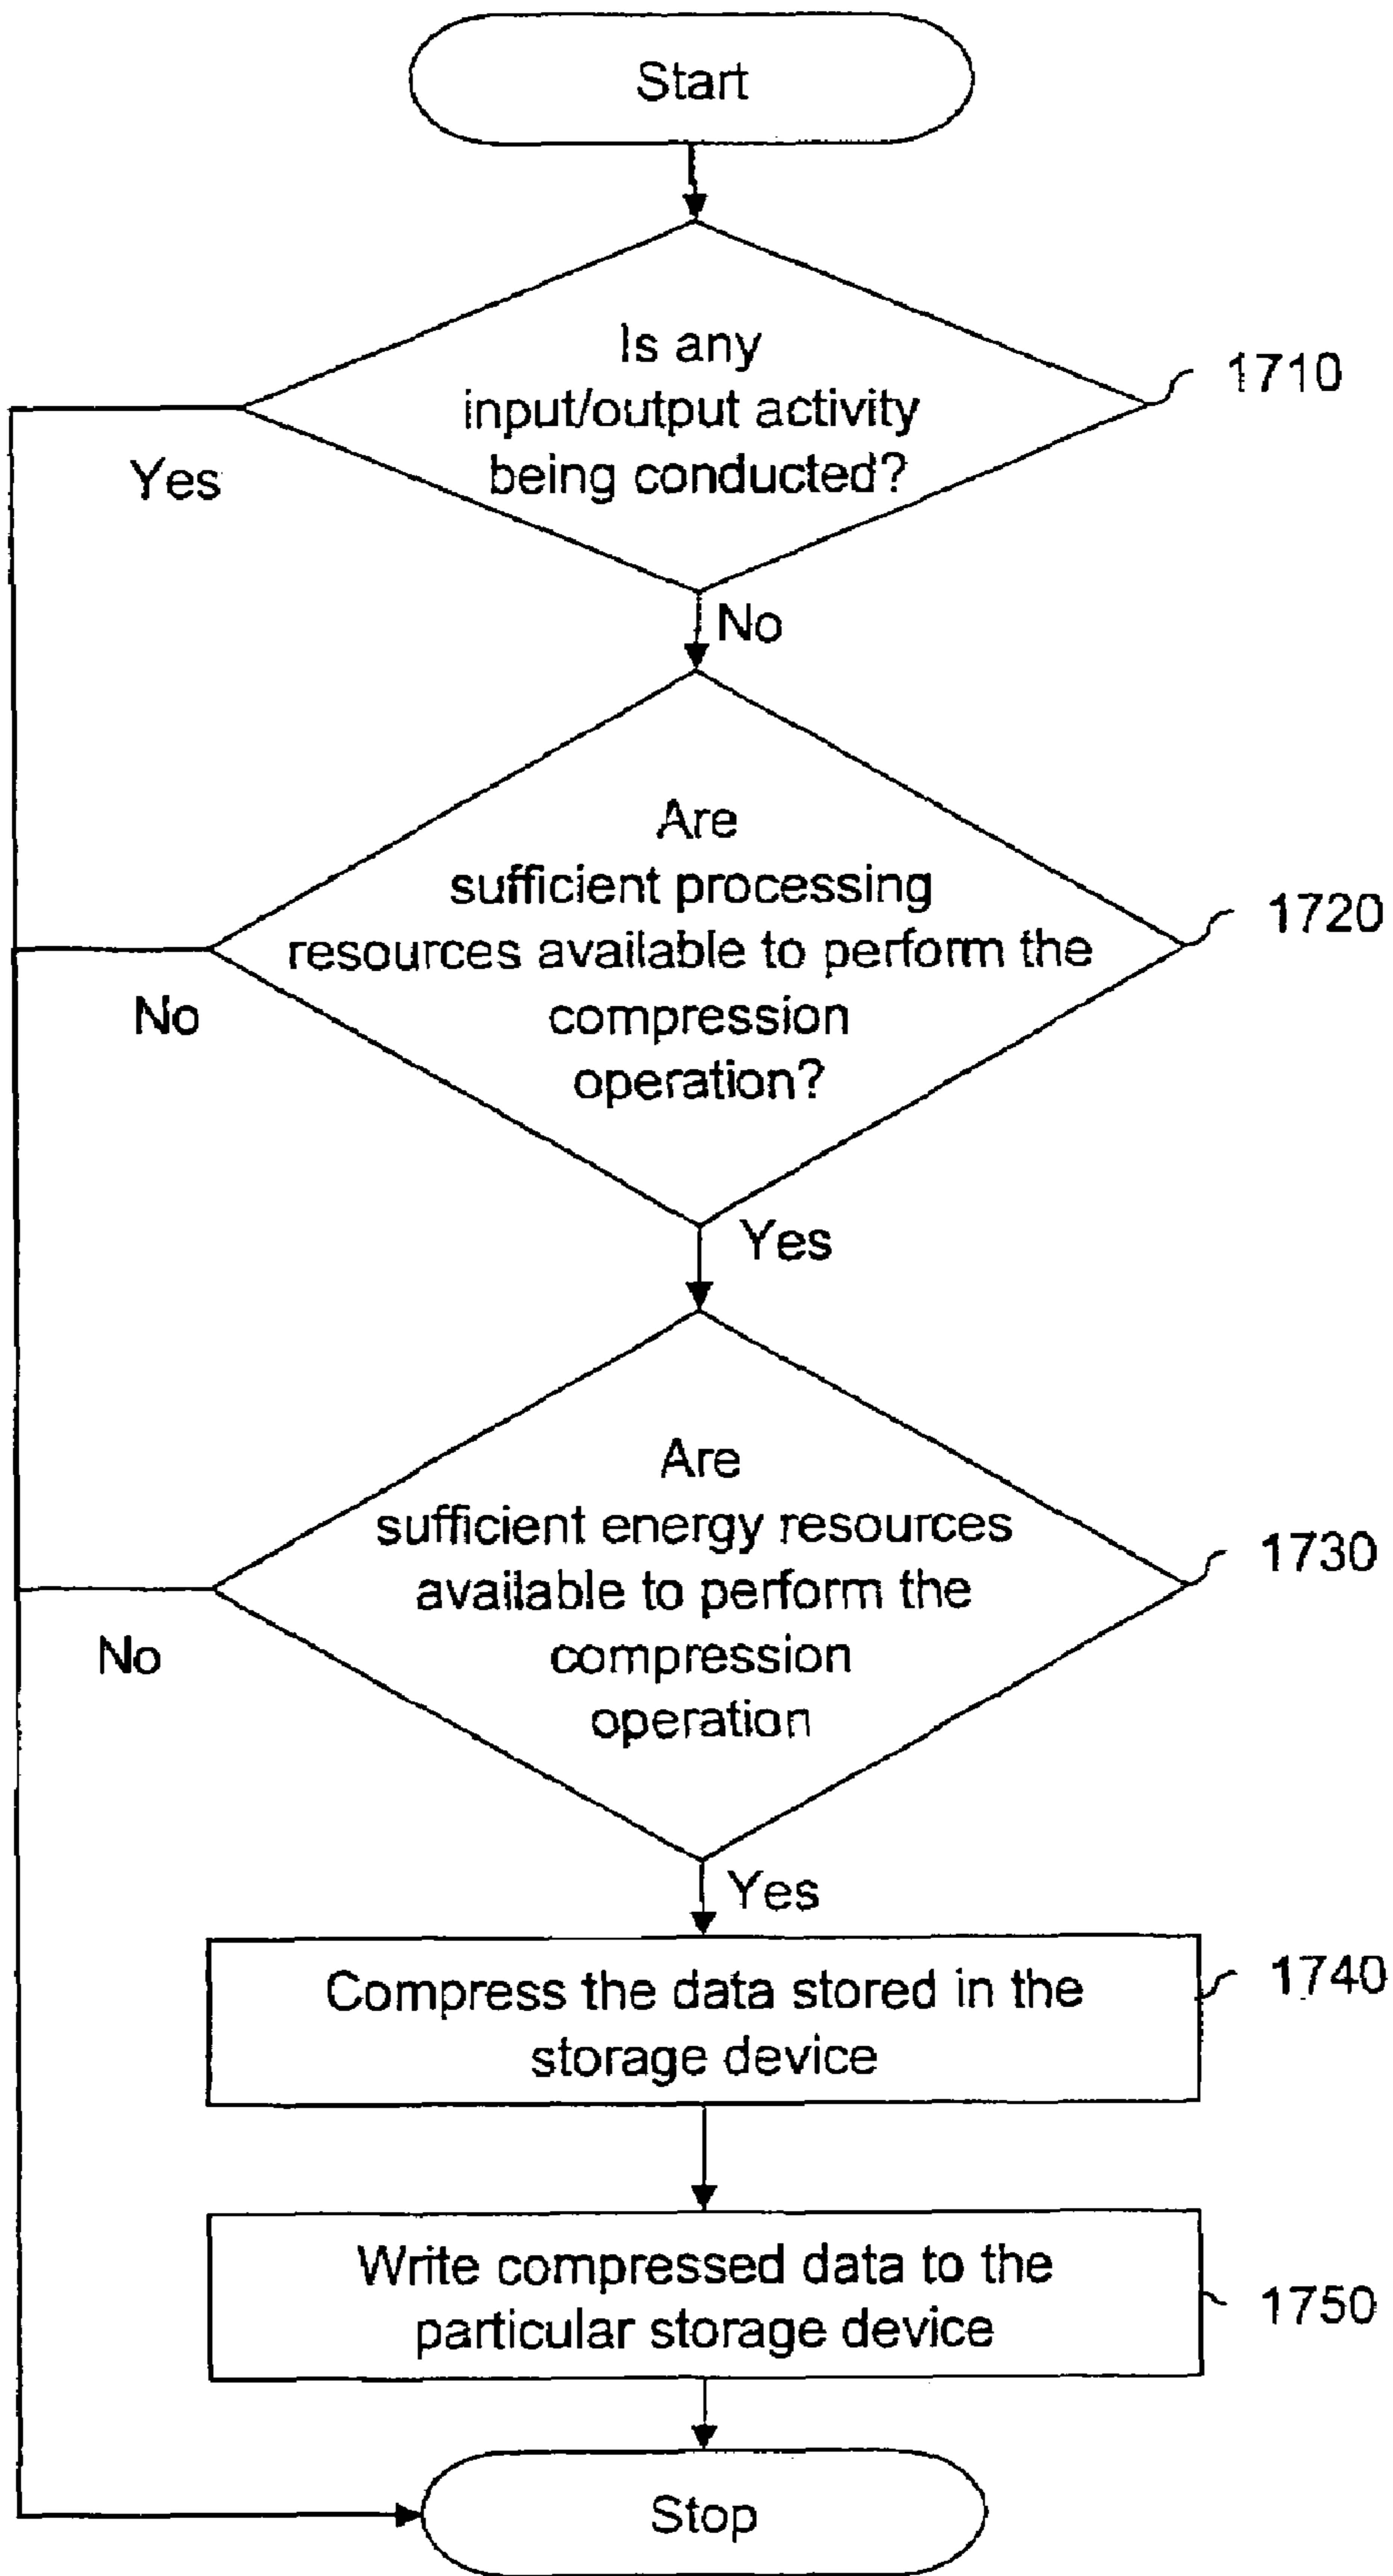 Start
Is any
input/output activity
being conducted?
1710
Yes
No
Are
sufficient processing
resources available to perform the
compression
operation?
1720
No
Yes
Are
sufficient energy resources
available to perform the
compression
operation
1730
No
Yes
Compress the data stored in the
storage device
1740
Write compressed data to the
particular storage device
1750
Stop